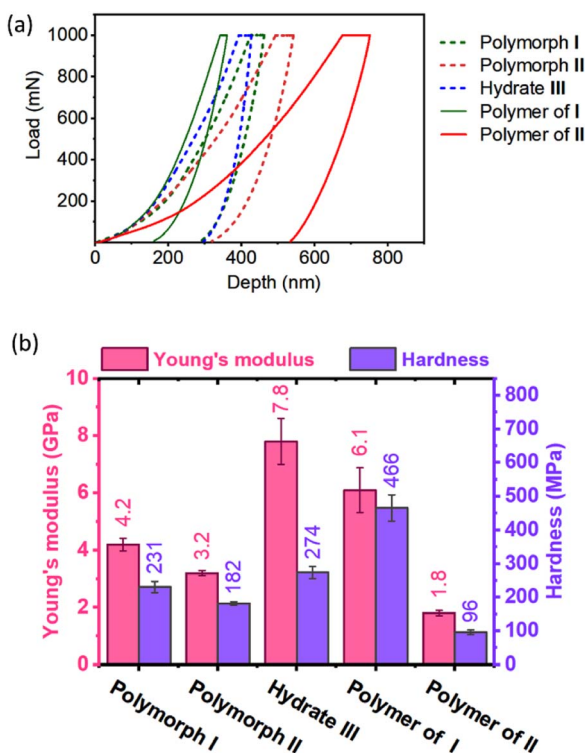 (a)
1000
800
600
400
200
Load (mN)
0
200
400
600
800
Depth (nm)
Polymorph I
Polymorph II
Hydrate III
Polymer of I
Polymer of II
(b)
Young's modulus
Hardness
10
8
6
4
2
0
Young's modulus (GPa)
4.2
231
3.2
182
7.8
274
6.1
466
1.8
96
800
700
600
500
400
300
200
100
0
Hardness (MPa)
Polymorph I
Polymorph II
Hydrate III
Polymer of I
Polymer of II